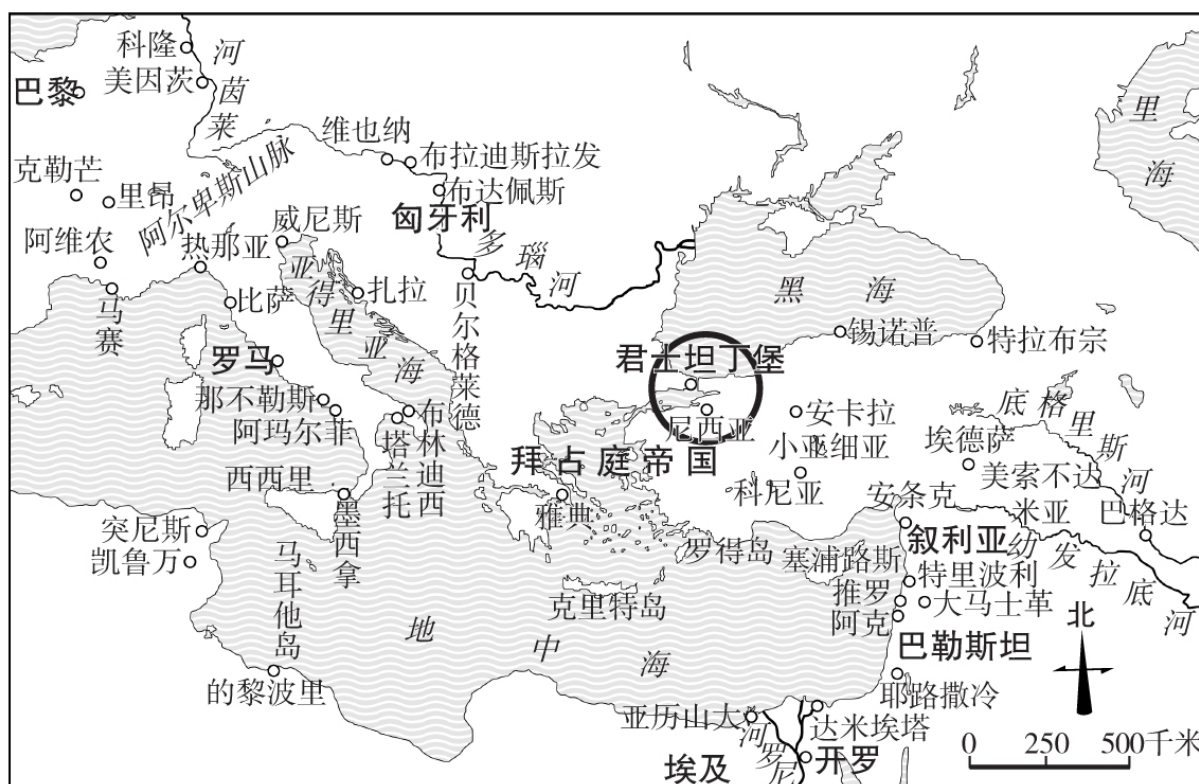 科隆
美因茨
巴黎
莱茵河
克勒芒
里昂
阿尔卑斯山脉
维也纳
布拉迪斯拉发
布达佩斯
匈牙利
多瑙河
里海
阿维农
马赛
热那亚
威尼斯
亚得里亚海
扎拉
比萨
贝尔格莱德
黑海
锡诺普
特拉布宗
罗马
君士坦丁堡
尼西亚
安卡拉
那不勒斯
阿玛尔菲
布林迪西
塔兰托
拜占庭帝国
小亚细亚
科尼亚
底格里斯河
埃德萨
美索不达米亚
西西里
墨西拿
雅典
安条克
巴格达
突尼斯
凯鲁万
马耳他岛
罗得岛
塞浦路斯
叙利亚
幼发拉底河
特里波利
推罗
大马士革
阿克
克里特岛
地中海
巴勒斯坦
北
的黎波里
耶路撒冷
亚历山大
达米埃塔
尼罗河
开罗
埃及
0 250 500千米